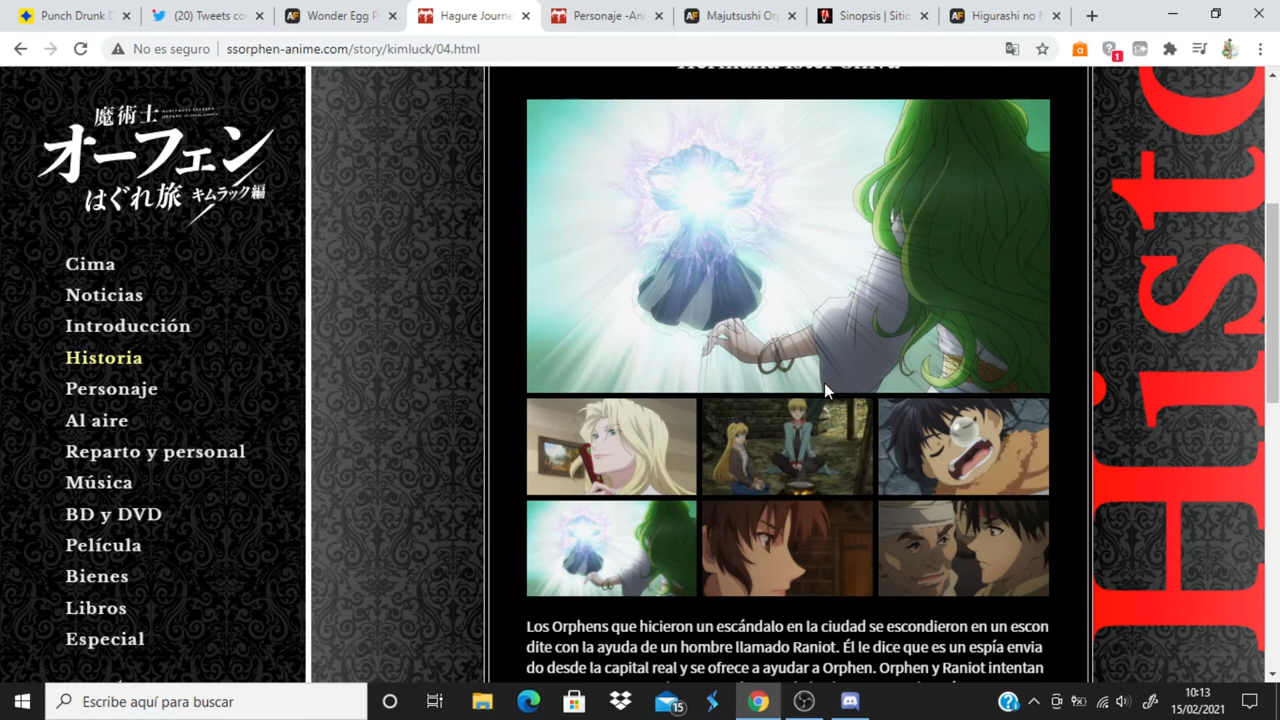 Punch Drunk D
(20) Tweets co
Wonder Egg P
Hagure Journe
Personaje -Ani
Majutsushi Orp
Sinopsis | Sitio
Higurashi no N
No es seguro
ssorphen-anime.com/story/kimluck/04.html
1
魔術士
オーフェン
はぐれ旅 キムラック編
Cima
Noticias
Introducción
Historia
Personaje
Al aire
Reparto y personal
Música
BD y DVD
Película
Bienes
Libros
Especial
Los Orphens que hicieron un escándalo en la ciudad se escondieron en un escon
dite con la ayuda de un hombre llamado Raniot. Él le dice que es un espía envia
do desde la capital real y se ofrece a ayudar a Orphen. Orphen y Raniot intentan
Historia
Escribe aquí para buscar
15
10:13
15/02/2021